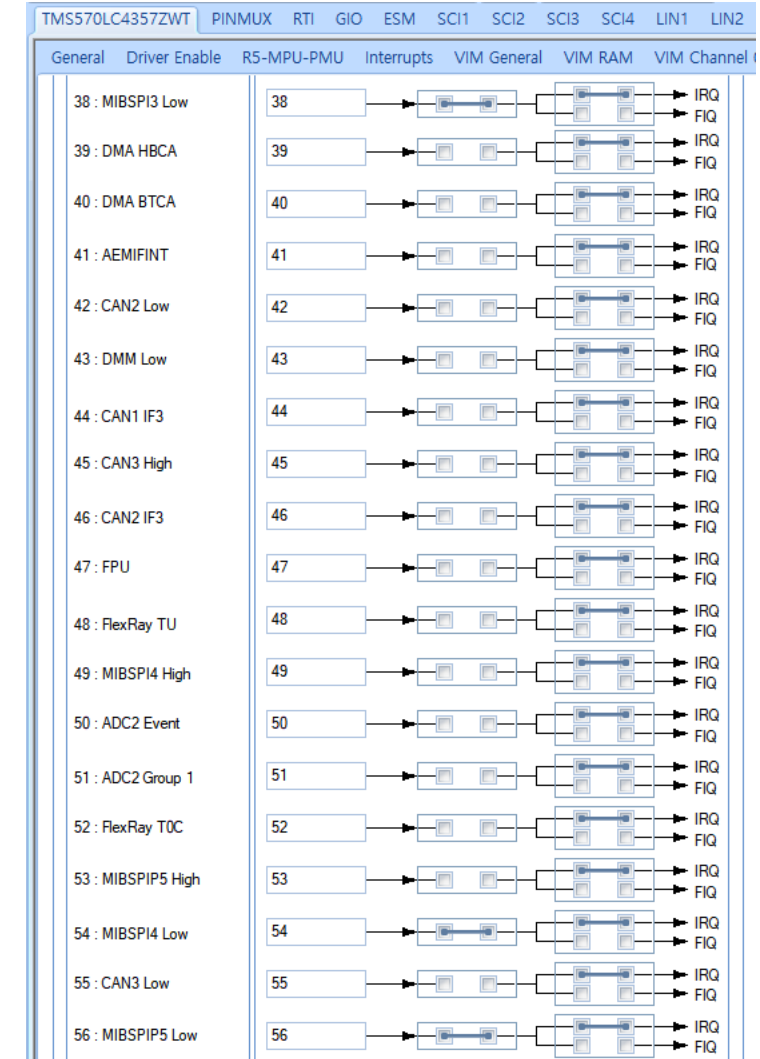 TMS570LC4357ZWT PINMUX RTI GIO ESM SCI1 SCI2 SCI3 SCI4 LIN1 LIN2
General Driver Enable R5-MPU-PMU Interrupts VIM General VIM RAM VIM Channel
38 : MIBSPI3 Low 38 IRQ
FIQ
39 : DMA HBCA 39 IRQ
FIQ
40 : DMA BTCA 40 IRQ
FIQ
41 : AEMIFINT 41 IRQ
FIQ
42 : CAN2 Low 42 IRQ
FIQ
43 : DMM Low 43 IRQ
FIQ
44 : CAN1 IF3 44 IRQ
FIQ
45 : CAN3 High 45 IRQ
FIQ
46 : CAN2 IF3 46 IRQ
FIQ
47 : FPU 47 IRQ
FIQ
48 : FlexRay TU 48 IRQ
FIQ
49 : MIBSPI4 High 49 IRQ
FIQ
50 : ADC2 Event 50 IRQ
FIQ
51 : ADC2 Group 1 51 IRQ
FIQ
52 : FlexRay T0C 52 IRQ
FIQ
53 : MIBSPIP5 High 53 IRQ
FIQ
54 : MIBSPI4 Low 54 IRQ
FIQ
55 : CAN3 Low 55 IRQ
FIQ
56 : MIBSPIP5 Low 56 IRQ
FIQ